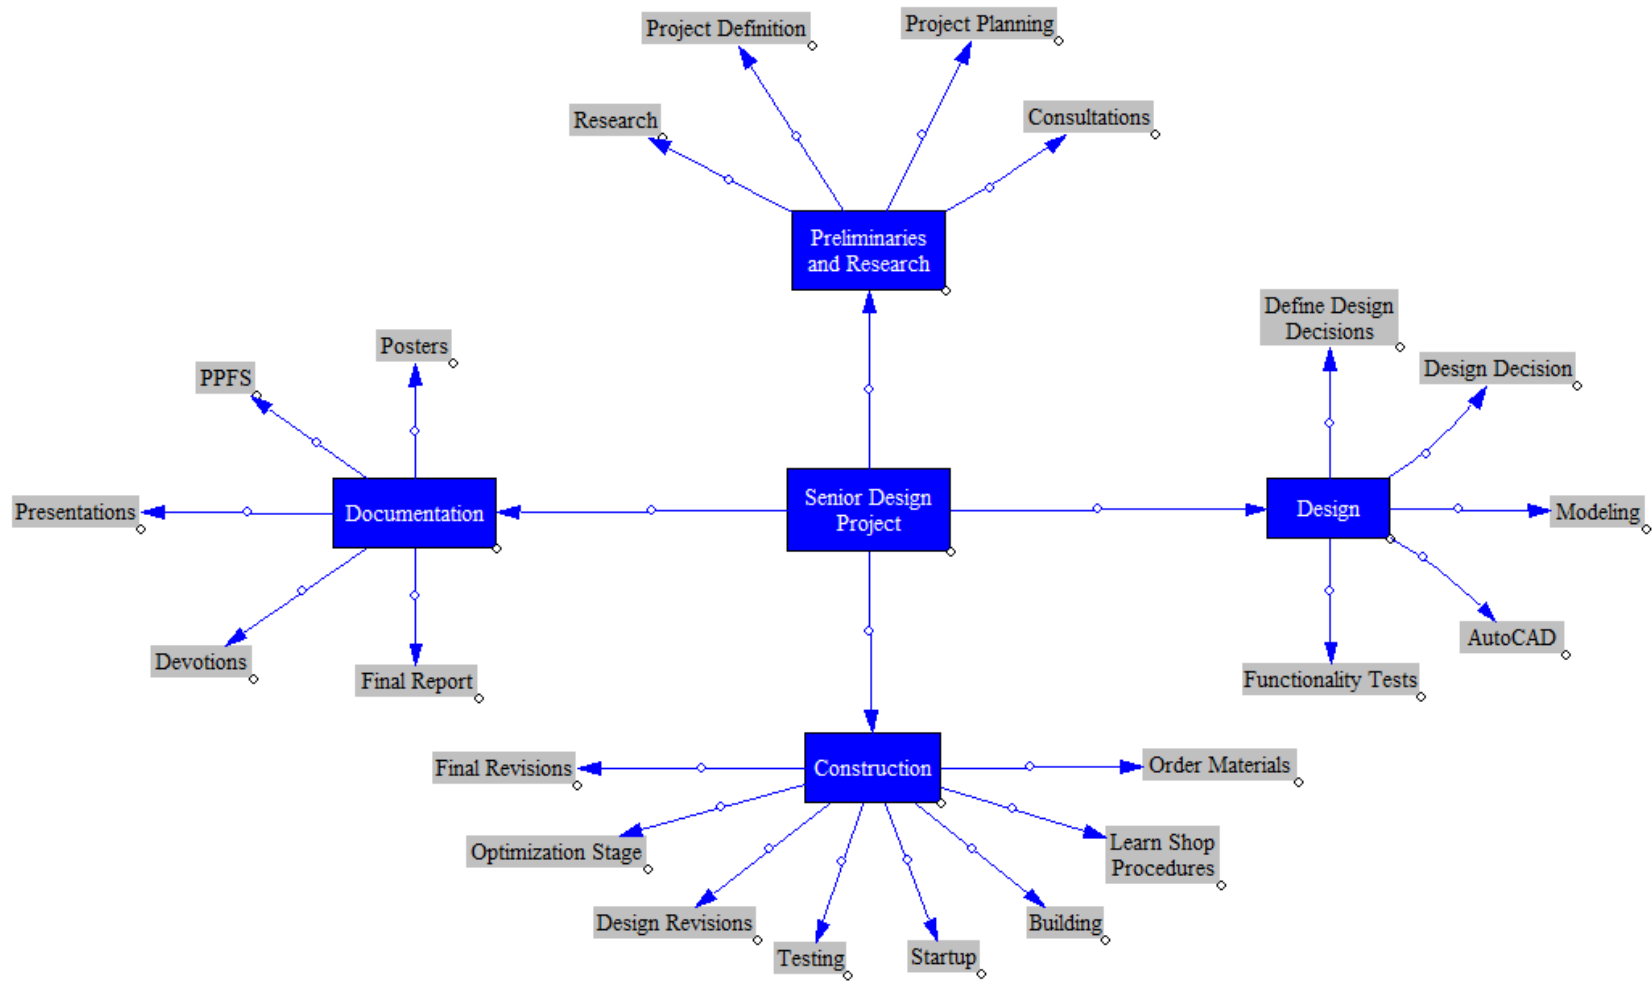 Project Definition
Project Planning
Research
Consultations
Preliminaries
and Research
Define Design
Decisions
Posters
PPFS
Design Decision
Presentations
Documentation
Senior Design
Project
Design
Modeling
Devotions
Final Report
AutoCAD
Functionality Tests
Final Revisions
Construction
Order Materials
Optimization Stage
Learn Shop
Procedures
Design Revisions
Building
Testing
Startup